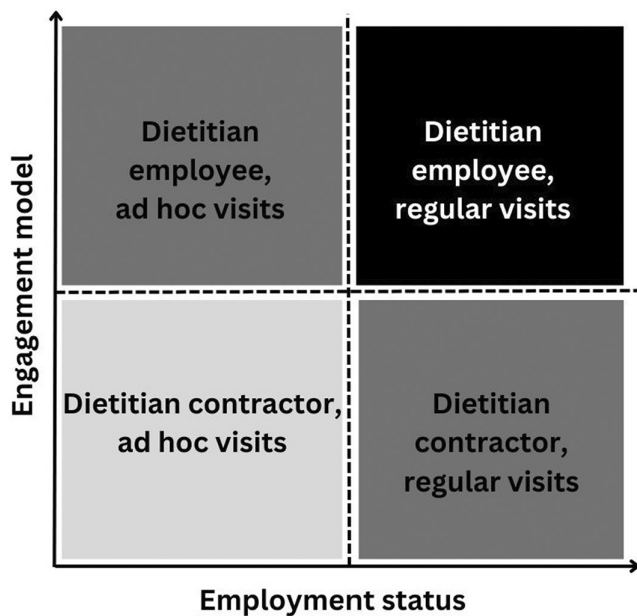 Engagement model
Dietitian
employee,
ad hoc visits
Dietitian
employee,
regular visits
Dietitian contractor,
ad hoc visits
Dietitian
contractor,
regular visits
Employment status